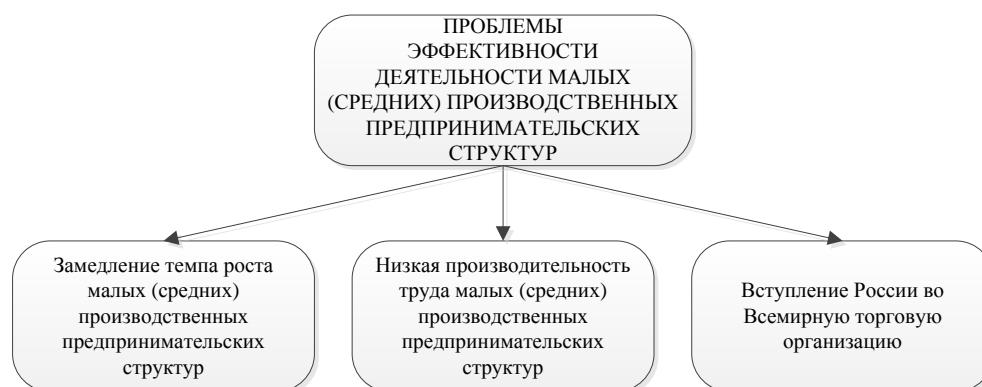 ПРОБЛЕМЫ
ЭФФЕКТИВНОСТИ
ДЕЯТЕЛЬНОСТИ МАЛЫХ
(СРЕДНИХ) ПРОИЗВОДСТВЕННЫХ
ПРЕДПРИНИМАТЕЛЬСКИХ
СТРУКТУР
Замедление темпа роста
малых (средних)
производственных
предпринимательских
структур
Низкая производительность
труда малых (средних)
производственных
предпринимательских
структур
Вступление России во
Всемирную торговую
организацию